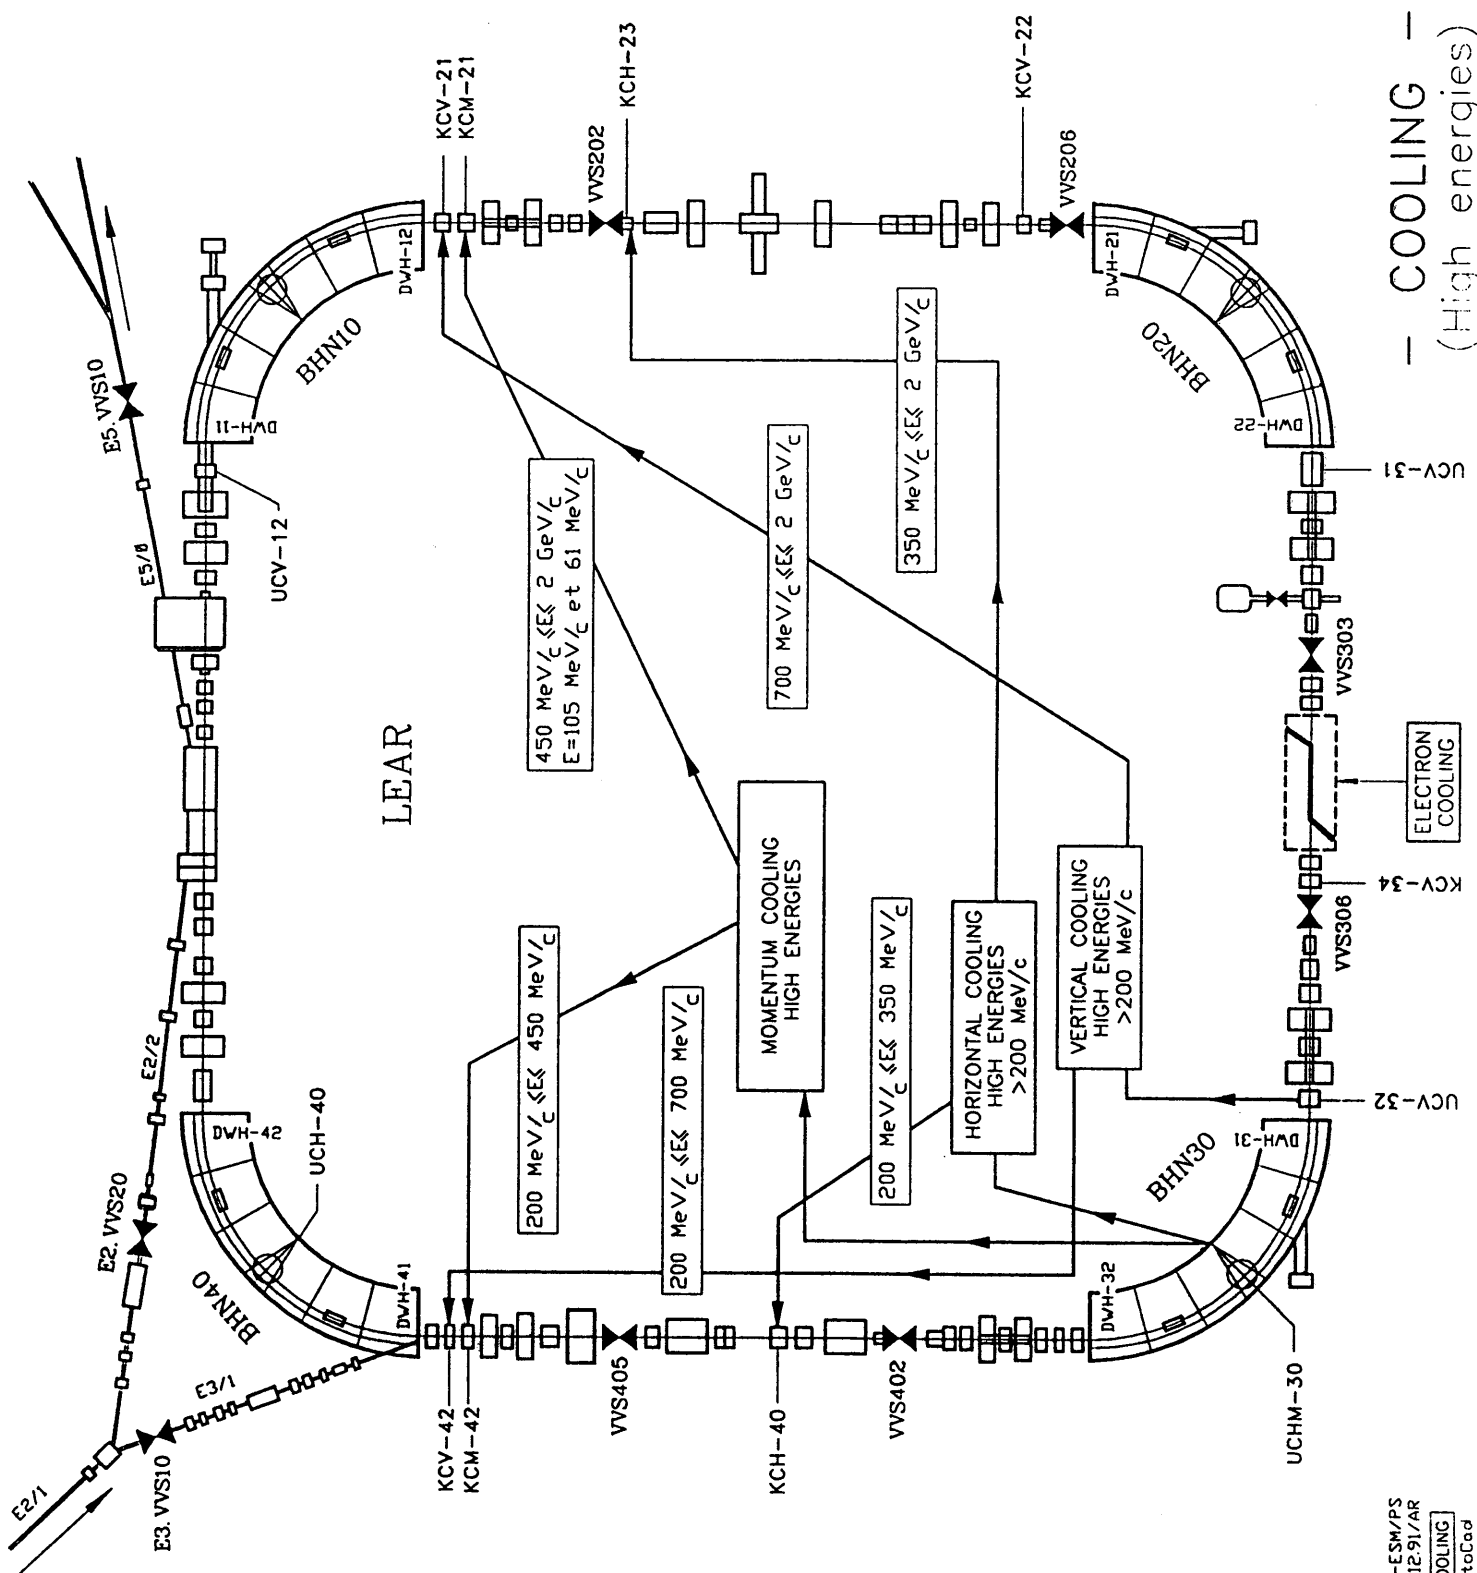 — COOLING —
(High energies)
LEAR
E2/1
E3. VVS10
E3/1
E2. VVS20
E2/2
E5/0
E5. VVS10
BHN40
DWH-42
DWH-41
UCH-40
BHN10
DWH-11
DWH-12
UCV-12
KCV-21
KCM-21
VVS202
KCH-23
KCV-22
VVS206
BHN20
DWH-21
DWH-22
UCV-31
VVS303
ELECTRON
COOLING
KCV-34
VVS306
UCV-32
BHN30
DWH-31
DWH-32
UCHM-30
VVS402
KCH-40
VVS405
KCV-42
KCM-42
450 MeV/c ≪E≪ 2 GeV/c
E=105 MeV/c et 61 MeV/c
700 MeV/c ≪E≪ 2 GeV/c
350 MeV/c ≪E≪ 2 GeV/c
200 MeV/c ≪E≪ 450 MeV/c
200 MeV/c ≪E≪ 700 MeV/c
200 MeV/c ≪E≪ 350 MeV/c
MOMENTUM COOLING
HIGH ENERGIES
HORIZONTAL COOLING
HIGH ENERGIES
>200 MeV/c
VERTICAL COOLING
HIGH ENERGIES
>200 MeV/c
-ESM/PS
12.91/AR
OOLING
toCad